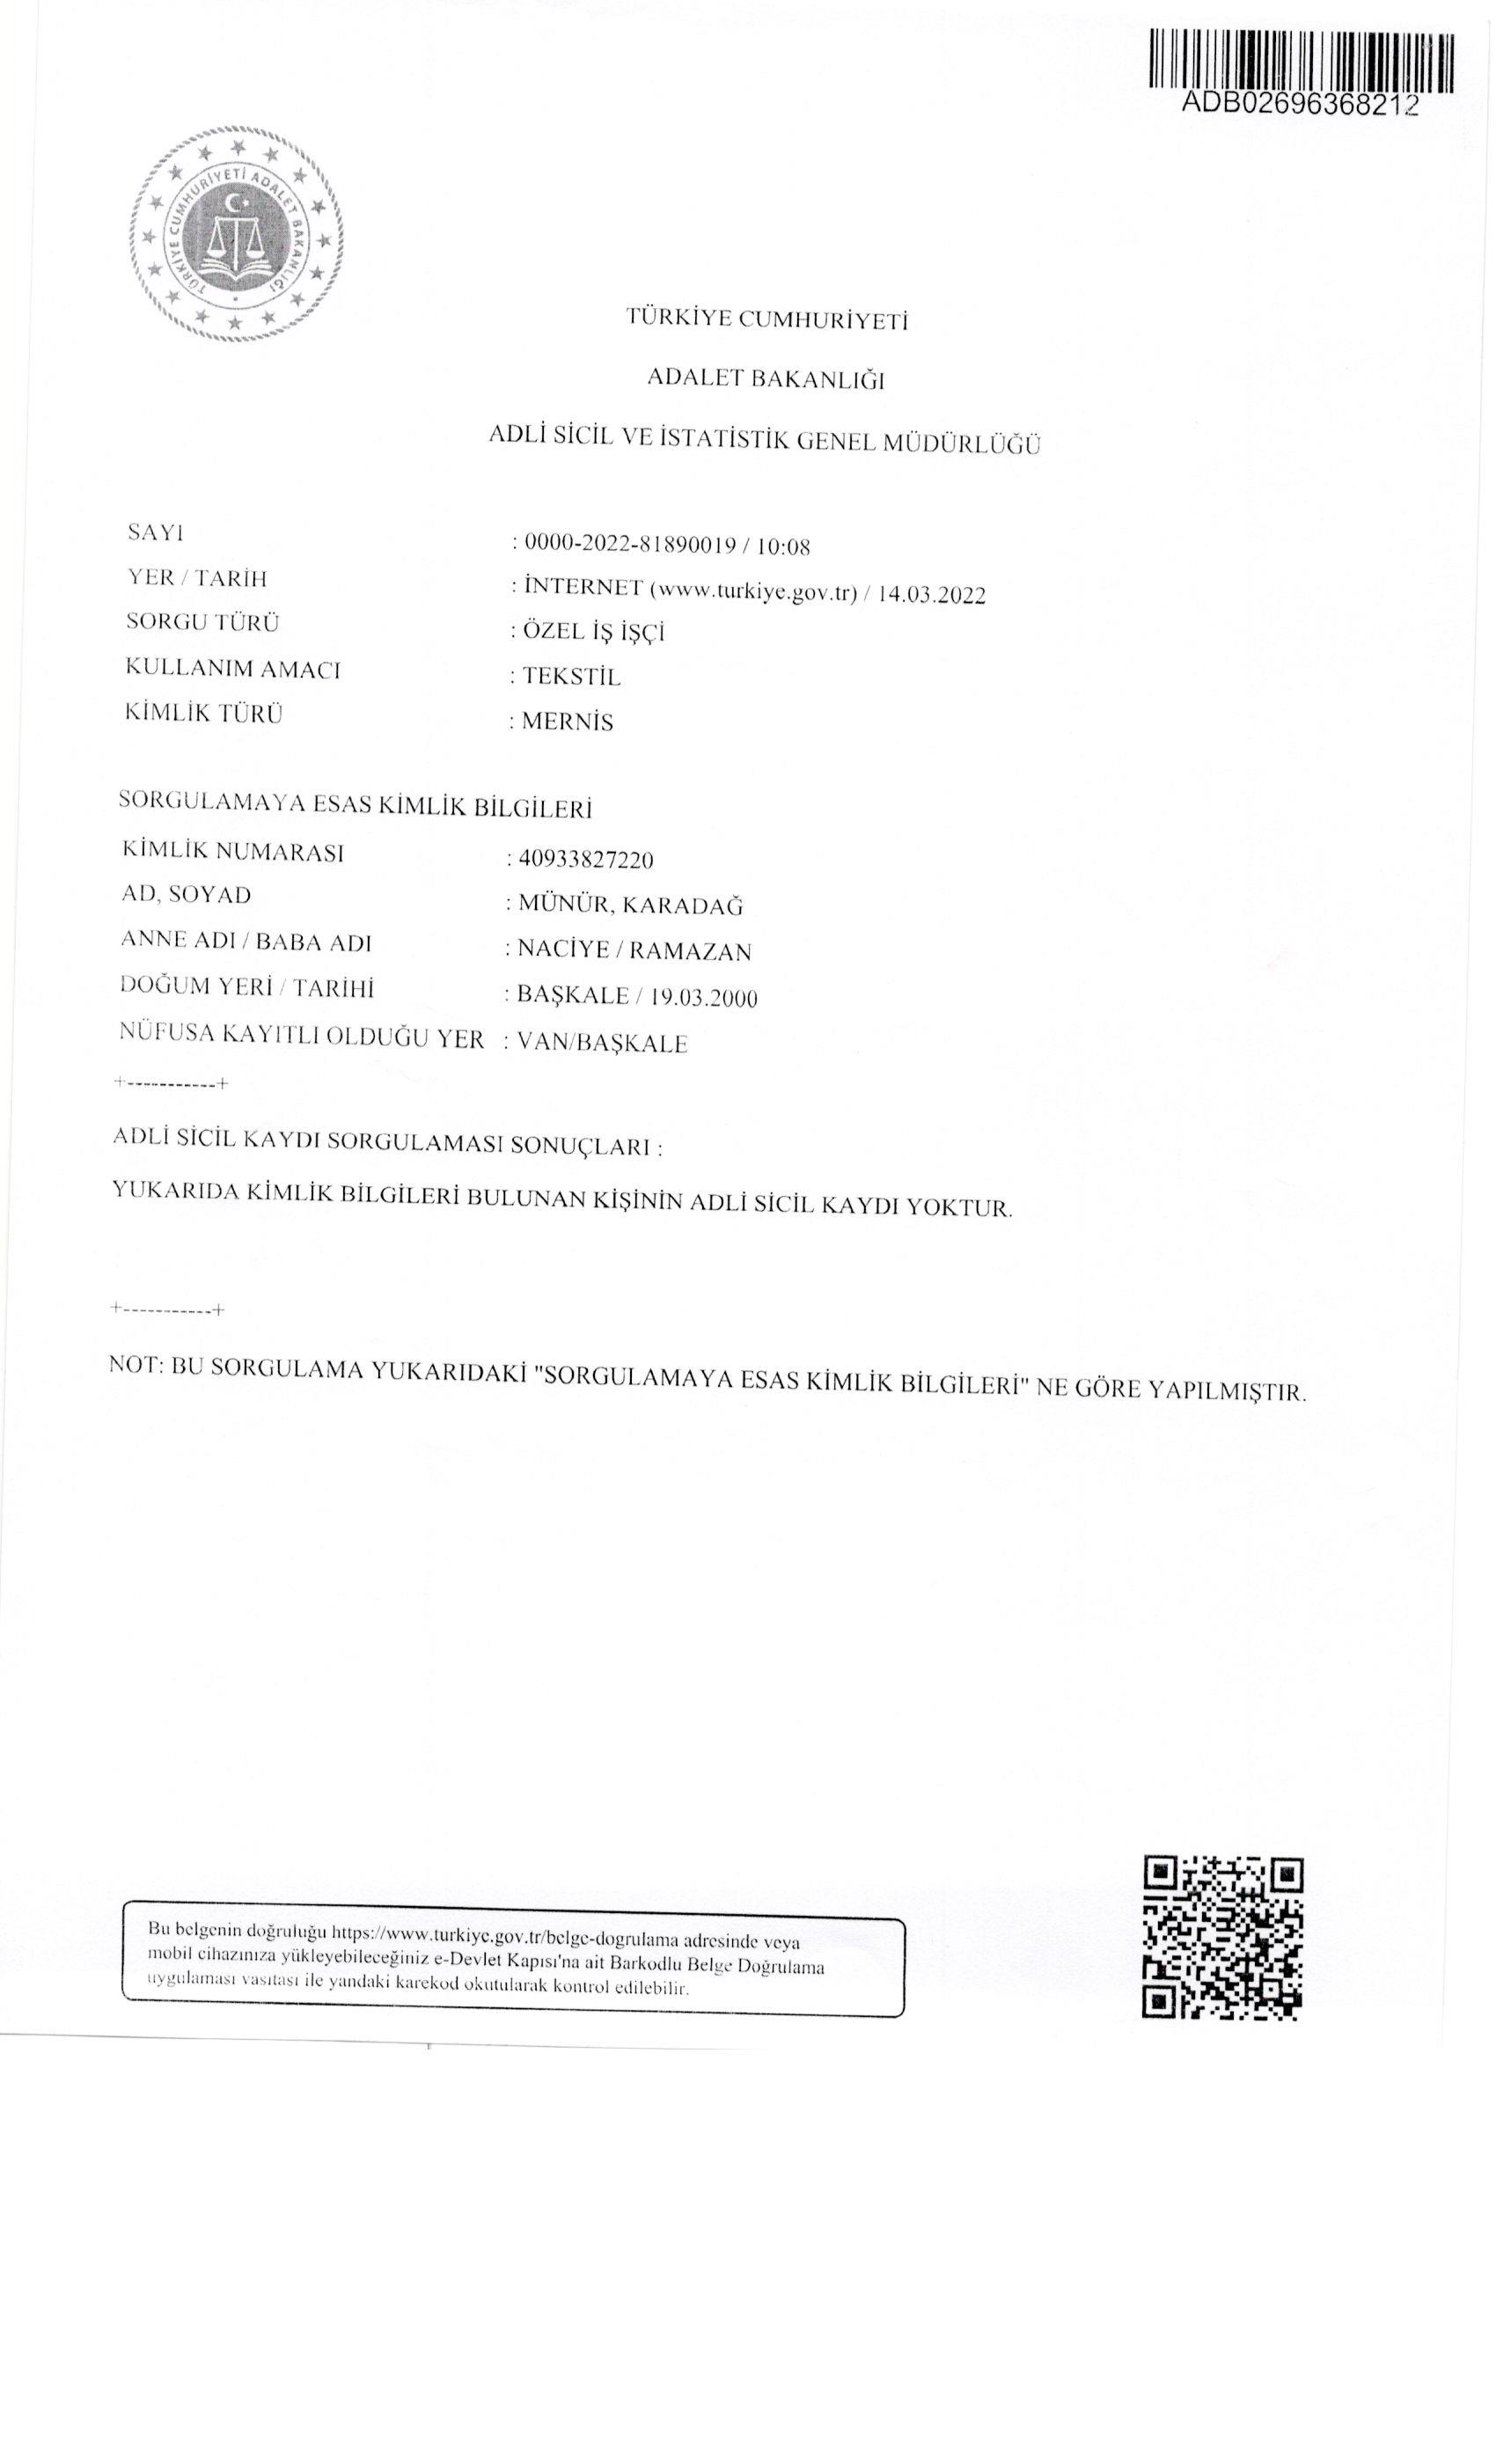 ADB02696368212
TÜRKİYE CUMHURİYETİ ADALET BAKANLIĞI
TÜRKİYE CUMHURİYETİ
ADALET BAKANLIĞI
ADLİ SİCİL VE İSTATİSTİK GENEL MÜDÜRLÜĞÜ
SAYI : 0000-2022-81890019 / 10:08
YER / TARİH : İNTERNET (www.turkiye.gov.tr) / 14.03.2022
SORGU TÜRÜ : ÖZEL İŞ İŞÇİ
KULLANIM AMACI : TEKSTİL
KİMLİK TÜRÜ : MERNİS
SORGULAMAYA ESAS KİMLİK BİLGİLERİ
KİMLİK NUMARASI : 40933827220
AD, SOYAD : MÜNÜR, KARADAĞ
ANNE ADI / BABA ADI : NACİYE / RAMAZAN
DOĞUM YERİ / TARİHİ : BAŞKALE / 19.03.2000
NÜFUSA KAYITLI OLDUĞU YER : VAN/BAŞKALE
+-----------+
ADLİ SİCİL KAYDI SORGULAMASI SONUÇLARI :
YUKARIDA KİMLİK BİLGİLERİ BULUNAN KİŞİNİN ADLİ SİCİL KAYDI YOKTUR.
+-----------+
NOT: BU SORGULAMA YUKARIDAKİ "SORGULAMAYA ESAS KİMLİK BİLGİLERİ" NE GÖRE YAPILMIŞTIR.
Bu belgenin doğruluğu https://www.turkiye.gov.tr/belge-dogrulama adresinde veya
mobil cihazınıza yükleyebileceğiniz e-Devlet Kapısı'na ait Barkodlu Belge Doğrulama
uygulaması vasıtası ile yandaki karekod okutularak kontrol edilebilir.